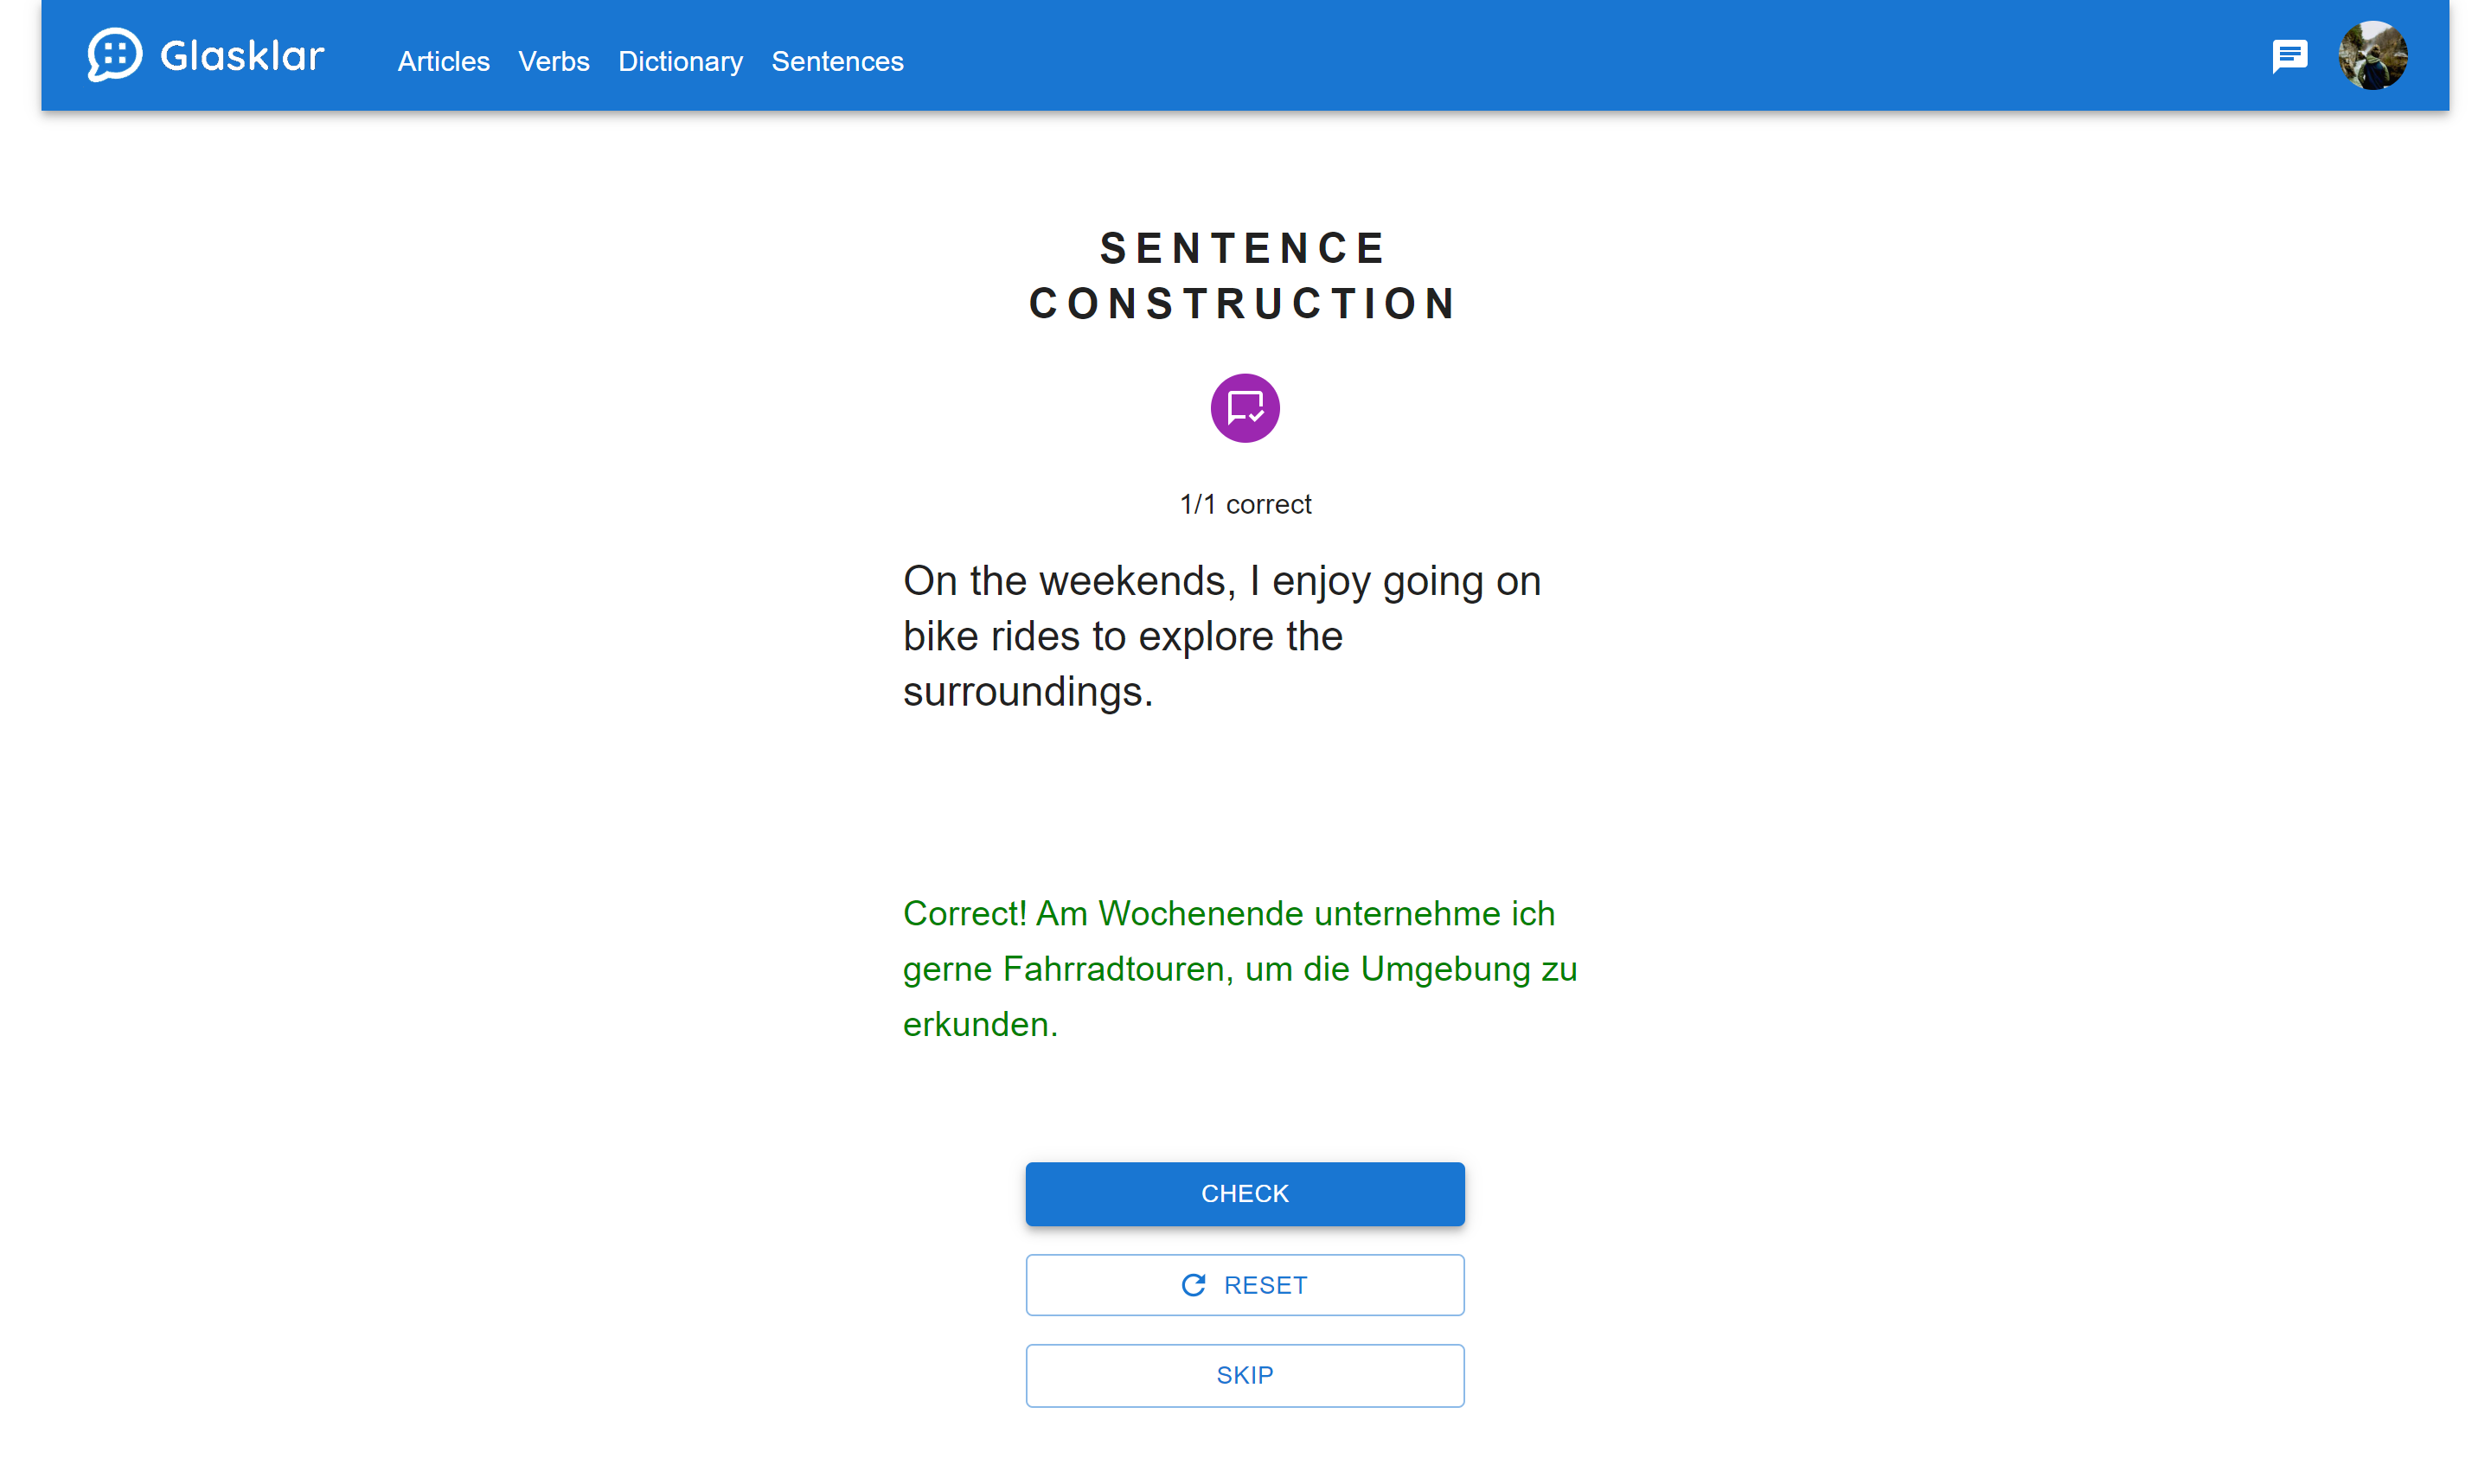 Glasklar
Articles Verbs Dictionary Sentences
SENTENCE
CONSTRUCTION
1/1 correct
On the weekends, I enjoy going on
bike rides to explore the
surroundings.
Correct! Am Wochenende unternehme ich
gerne Fahrradtouren, um die Umgebung zu
erkunden.
CHECK
RESET
SKIP